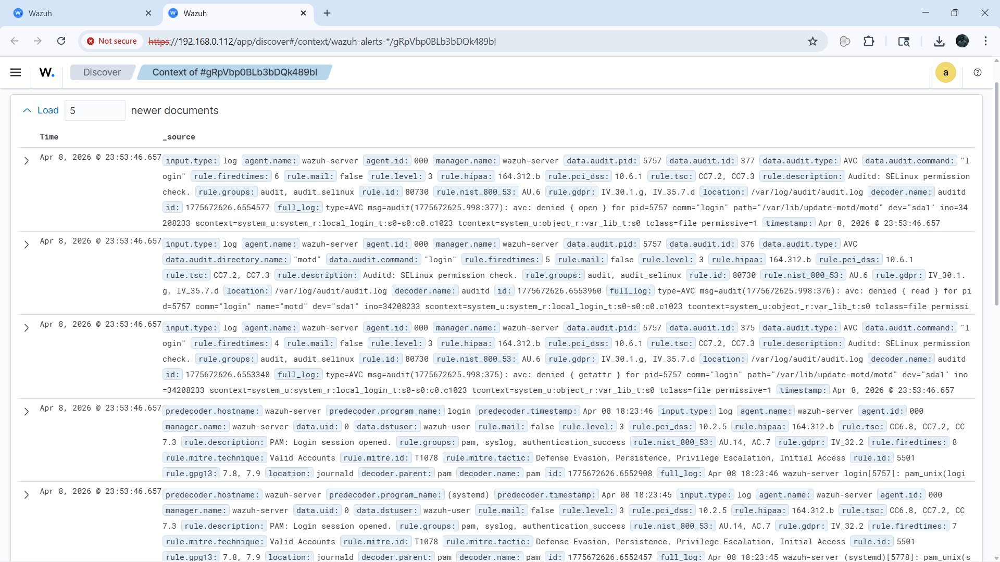 Wazuh
Wazuh
Not secure https://192.168.0.112/app/discover#/context/wazuh-alerts-*/gRpVbp0BLb3bDQk489bI
W. Discover Context of #gRpVbp0BLb3bDQk489bI a
Load 5 newer documents
Time _source
Apr 8, 2026 @ 23:53:46.657 input.type: log agent.name: wazuh-server agent.id: 000 manager.name: wazuh-server data.audit.pid: 5757 data.audit.id: 377 data.audit.type: AVC data.audit.command: "l
ogin" rule.firedtimes: 6 rule.mail: false rule.level: 3 rule.hipaa: 164.312.b rule.pci_dss: 10.6.1 rule.tsc: CC7.2, CC7.3 rule.description: Auditd: SELinux permission
check. rule.groups: audit, audit_selinux rule.id: 80730 rule.nist_800_53: AU.6 rule.gdpr: IV_30.1.g, IV_35.7.d location: /var/log/audit/audit.log decoder.name: auditd
id: 1775672626.6554577 full_log: type=AVC msg=audit(1775672625.998:377): avc: denied { open } for pid=5757 comm="login" path="/var/lib/update-motd/motd" dev="sda1" ino=34
208233 scontext=system_u:system_r:local_login_t:s0-s0:c0.c1023 tcontext=system_u:object_r:var_lib_t:s0 tclass=file permissive=1 timestamp: Apr 8, 2026 @ 23:53:46.657
Apr 8, 2026 @ 23:53:46.657 input.type: log agent.name: wazuh-server agent.id: 000 manager.name: wazuh-server data.audit.pid: 5757 data.audit.id: 376 data.audit.type: AVC
data.audit.directory.name: "motd" data.audit.command: "login" rule.firedtimes: 5 rule.mail: false rule.level: 3 rule.hipaa: 164.312.b rule.pci_dss: 10.6.1
rule.tsc: CC7.2, CC7.3 rule.description: Auditd: SELinux permission check. rule.groups: audit, audit_selinux rule.id: 80730 rule.nist_800_53: AU.6 rule.gdpr: IV_30.1.
g, IV_35.7.d location: /var/log/audit/audit.log decoder.name: auditd id: 1775672626.6553960 full_log: type=AVC msg=audit(1775672625.998:376): avc: denied { read } for pi
d=5757 comm="login" name="motd" dev="sda1" ino=34208233 scontext=system_u:system_r:local_login_t:s0-s0:c0.c1023 tcontext=system_u:object_r:var_lib_t:s0 tclass=file permissi
Apr 8, 2026 @ 23:53:46.657 input.type: log agent.name: wazuh-server agent.id: 000 manager.name: wazuh-server data.audit.pid: 5757 data.audit.id: 375 data.audit.type: AVC data.audit.command: "l
ogin" rule.firedtimes: 4 rule.mail: false rule.level: 3 rule.hipaa: 164.312.b rule.pci_dss: 10.6.1 rule.tsc: CC7.2, CC7.3 rule.description: Auditd: SELinux permission
check. rule.groups: audit, audit_selinux rule.id: 80730 rule.nist_800_53: AU.6 rule.gdpr: IV_30.1.g, IV_35.7.d location: /var/log/audit/audit.log decoder.name: auditd
id: 1775672626.6553348 full_log: type=AVC msg=audit(1775672625.998:375): avc: denied { getattr } for pid=5757 comm="login" path="/var/lib/update-motd/motd" dev="sda1" ino
=34208233 scontext=system_u:system_r:local_login_t:s0-s0:c0.c1023 tcontext=system_u:object_r:var_lib_t:s0 tclass=file permissive=1 timestamp: Apr 8, 2026 @ 23:53:46.657
Apr 8, 2026 @ 23:53:46.657 predecoder.hostname: wazuh-server predecoder.program_name: login predecoder.timestamp: Apr 08 18:23:46 input.type: log agent.name: wazuh-server agent.id: 000
manager.name: wazuh-server data.uid: 0 data.dstuser: wazuh-user rule.mail: false rule.level: 3 rule.pci_dss: 10.2.5 rule.hipaa: 164.312.b rule.tsc: CC6.8, CC7.2, CC
7.3 rule.description: PAM: Login session opened. rule.groups: pam, syslog, authentication_success rule.nist_800_53: AU.14, AC.7 rule.gdpr: IV_32.2 rule.firedtimes: 8
rule.mitre.technique: Valid Accounts rule.mitre.id: T1078 rule.mitre.tactic: Defense Evasion, Persistence, Privilege Escalation, Initial Access rule.id: 5501
rule.gpg13: 7.8, 7.9 location: journald decoder.parent: pam decoder.name: pam id: 1775672626.6552908 full_log: Apr 08 18:23:46 wazuh-server login[5757]: pam_unix(logi
Apr 8, 2026 @ 23:53:46.657 predecoder.hostname: wazuh-server predecoder.program_name: (systemd) predecoder.timestamp: Apr 08 18:23:45 input.type: log agent.name: wazuh-server agent.id: 000
manager.name: wazuh-server data.uid: 0 data.dstuser: wazuh-user rule.mail: false rule.level: 3 rule.pci_dss: 10.2.5 rule.hipaa: 164.312.b rule.tsc: CC6.8, CC7.2, CC
7.3 rule.description: PAM: Login session opened. rule.groups: pam, syslog, authentication_success rule.nist_800_53: AU.14, AC.7 rule.gdpr: IV_32.2 rule.firedtimes: 7
rule.mitre.technique: Valid Accounts rule.mitre.id: T1078 rule.mitre.tactic: Defense Evasion, Persistence, Privilege Escalation, Initial Access rule.id: 5501
rule.gpg13: 7.8, 7.9 location: journald decoder.parent: pam decoder.name: pam id: 1775672626.6552457 full_log: Apr 08 18:23:45 wazuh-server (systemd)[5778]: pam_unix(s